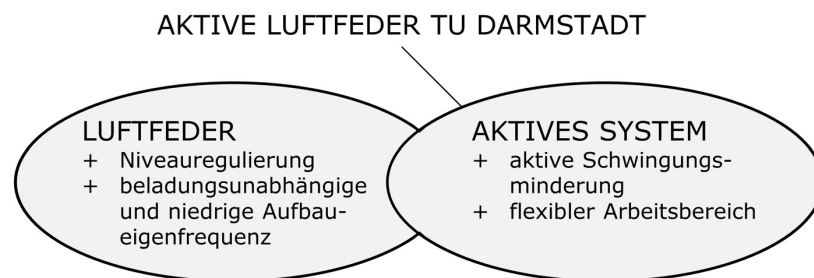 AKTIVE LUFTFEDER TU DARMSTADT
LUFTFEDER
+ Niveauregulierung
+ beladungsunabhängige
und niedrige Aufbau-
eigenfrequenz
AKTIVES SYSTEM
+ aktive Schwingungs-
minderung
+ flexibler Arbeitsbereich